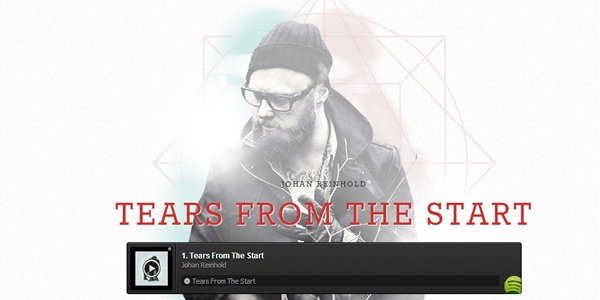 JOHAN REINHOLD
TEARS FROM THE START
1. Tears From The Start
Johan Reinhold
Tears From The Start